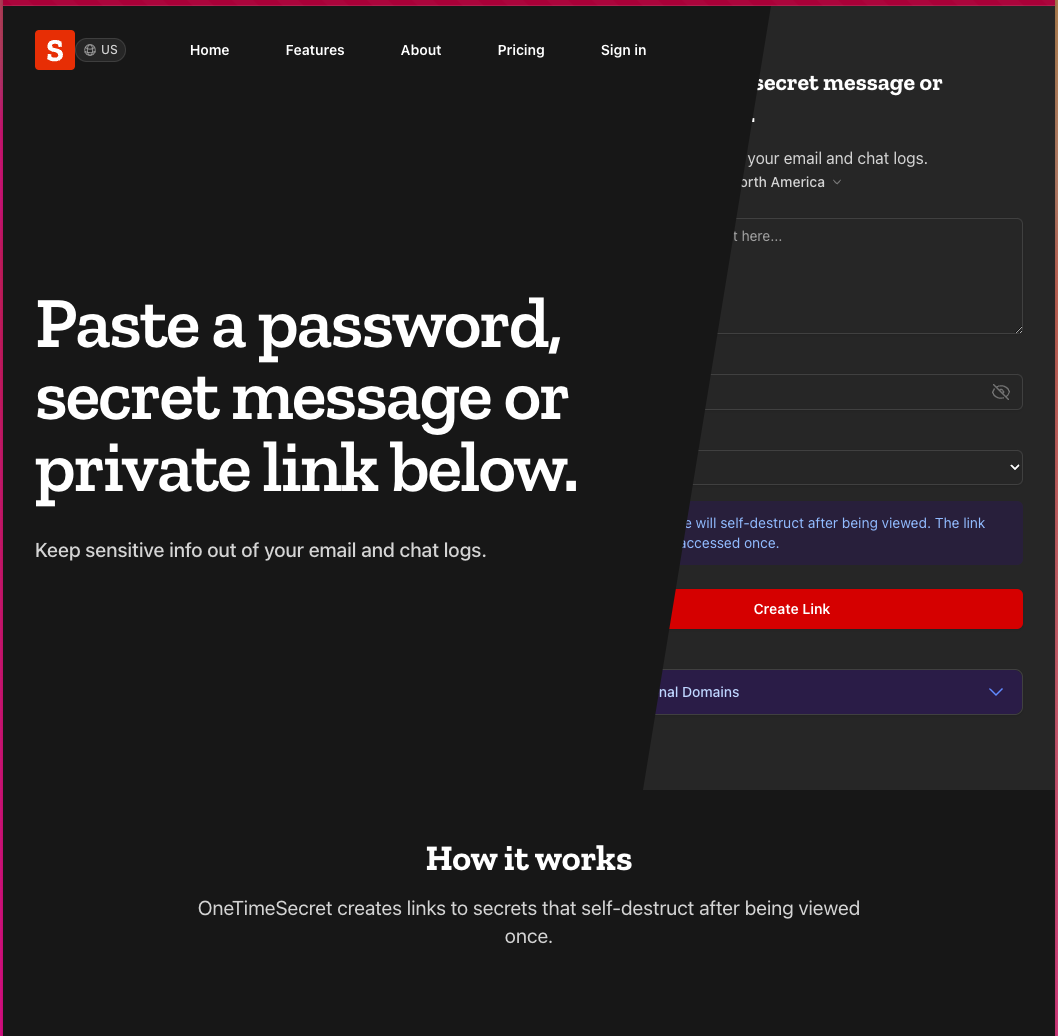 S
US
Home Features About Pricing Sign in
secret message or
your email and chat logs.
North America
t here...
Paste a password,
secret message or
private link below.
Keep sensitive info out of your email and chat logs.
e will self-destruct after being viewed. The link
accessed once.
Create Link
nal Domains
How it works
OneTimeSecret creates links to secrets that self-destruct after being viewed
once.